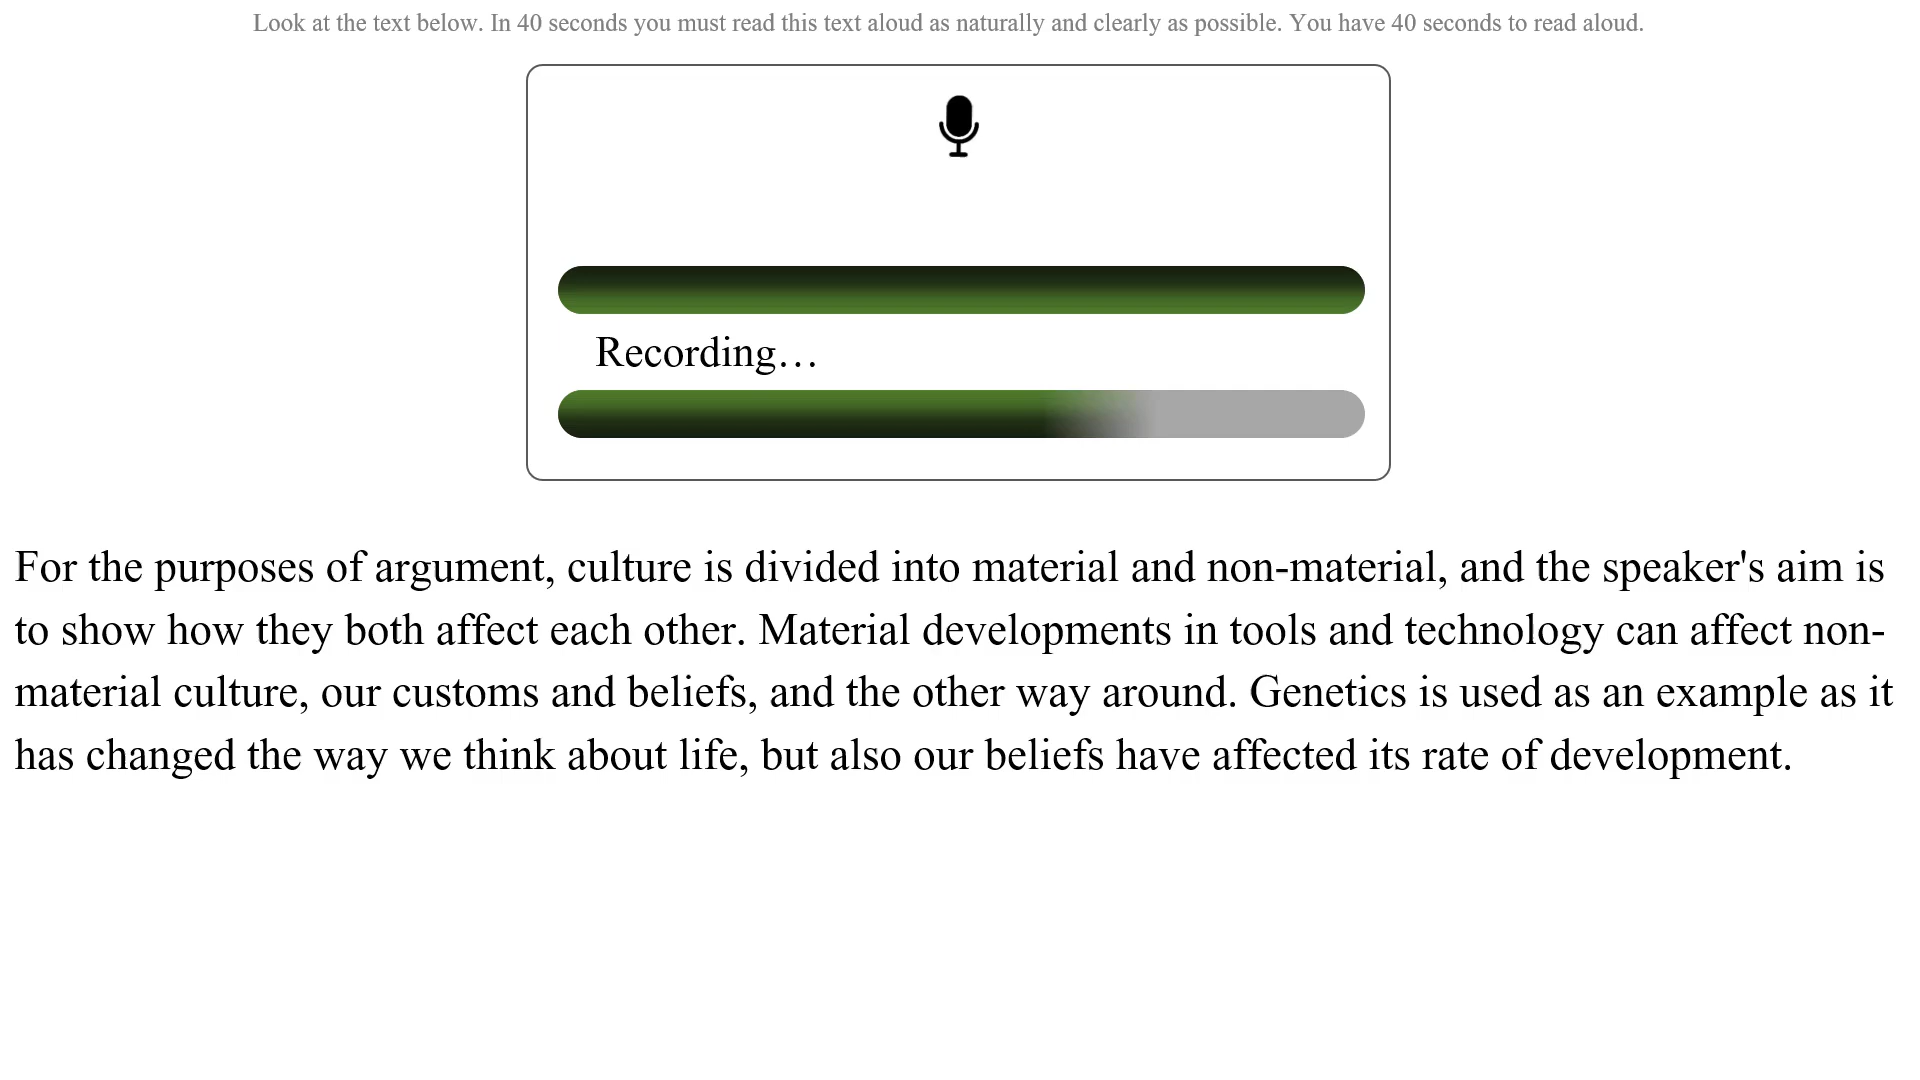 Look at the text below. In 40 seconds you must read this text aloud as naturally and clearly as possible. You have 40 seconds to read aloud.
Recording…
For the purposes of argument, culture is divided into material and non-material, and the speaker's aim is
to show how they both affect each other. Material developments in tools and technology can affect non-
material culture, our customs and beliefs, and the other way around. Genetics is used as an example as it
has changed the way we think about life, but also our beliefs have affected its rate of development.